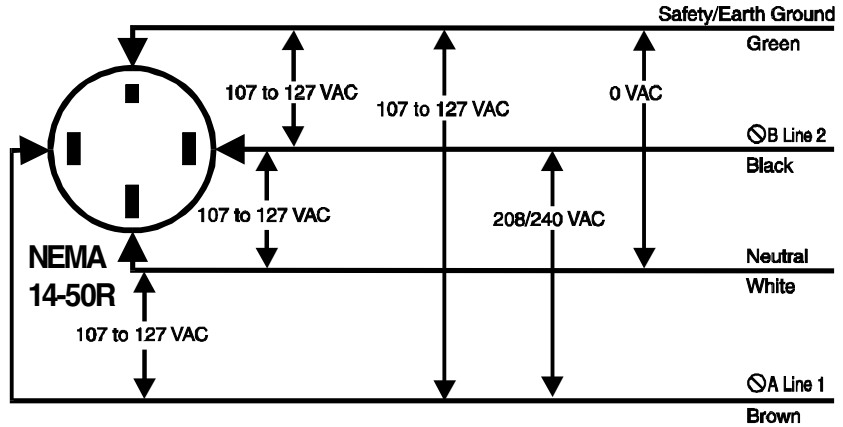 Safety/Earth Ground
Green
107 to 127 VAC
107 to 127 VAC
0 VAC
⦸B Line 2
Black
107 to 127 VAC
208/240 VAC
NEMA
14-50R
Neutral
White
107 to 127 VAC
⦸A Line 1
Brown